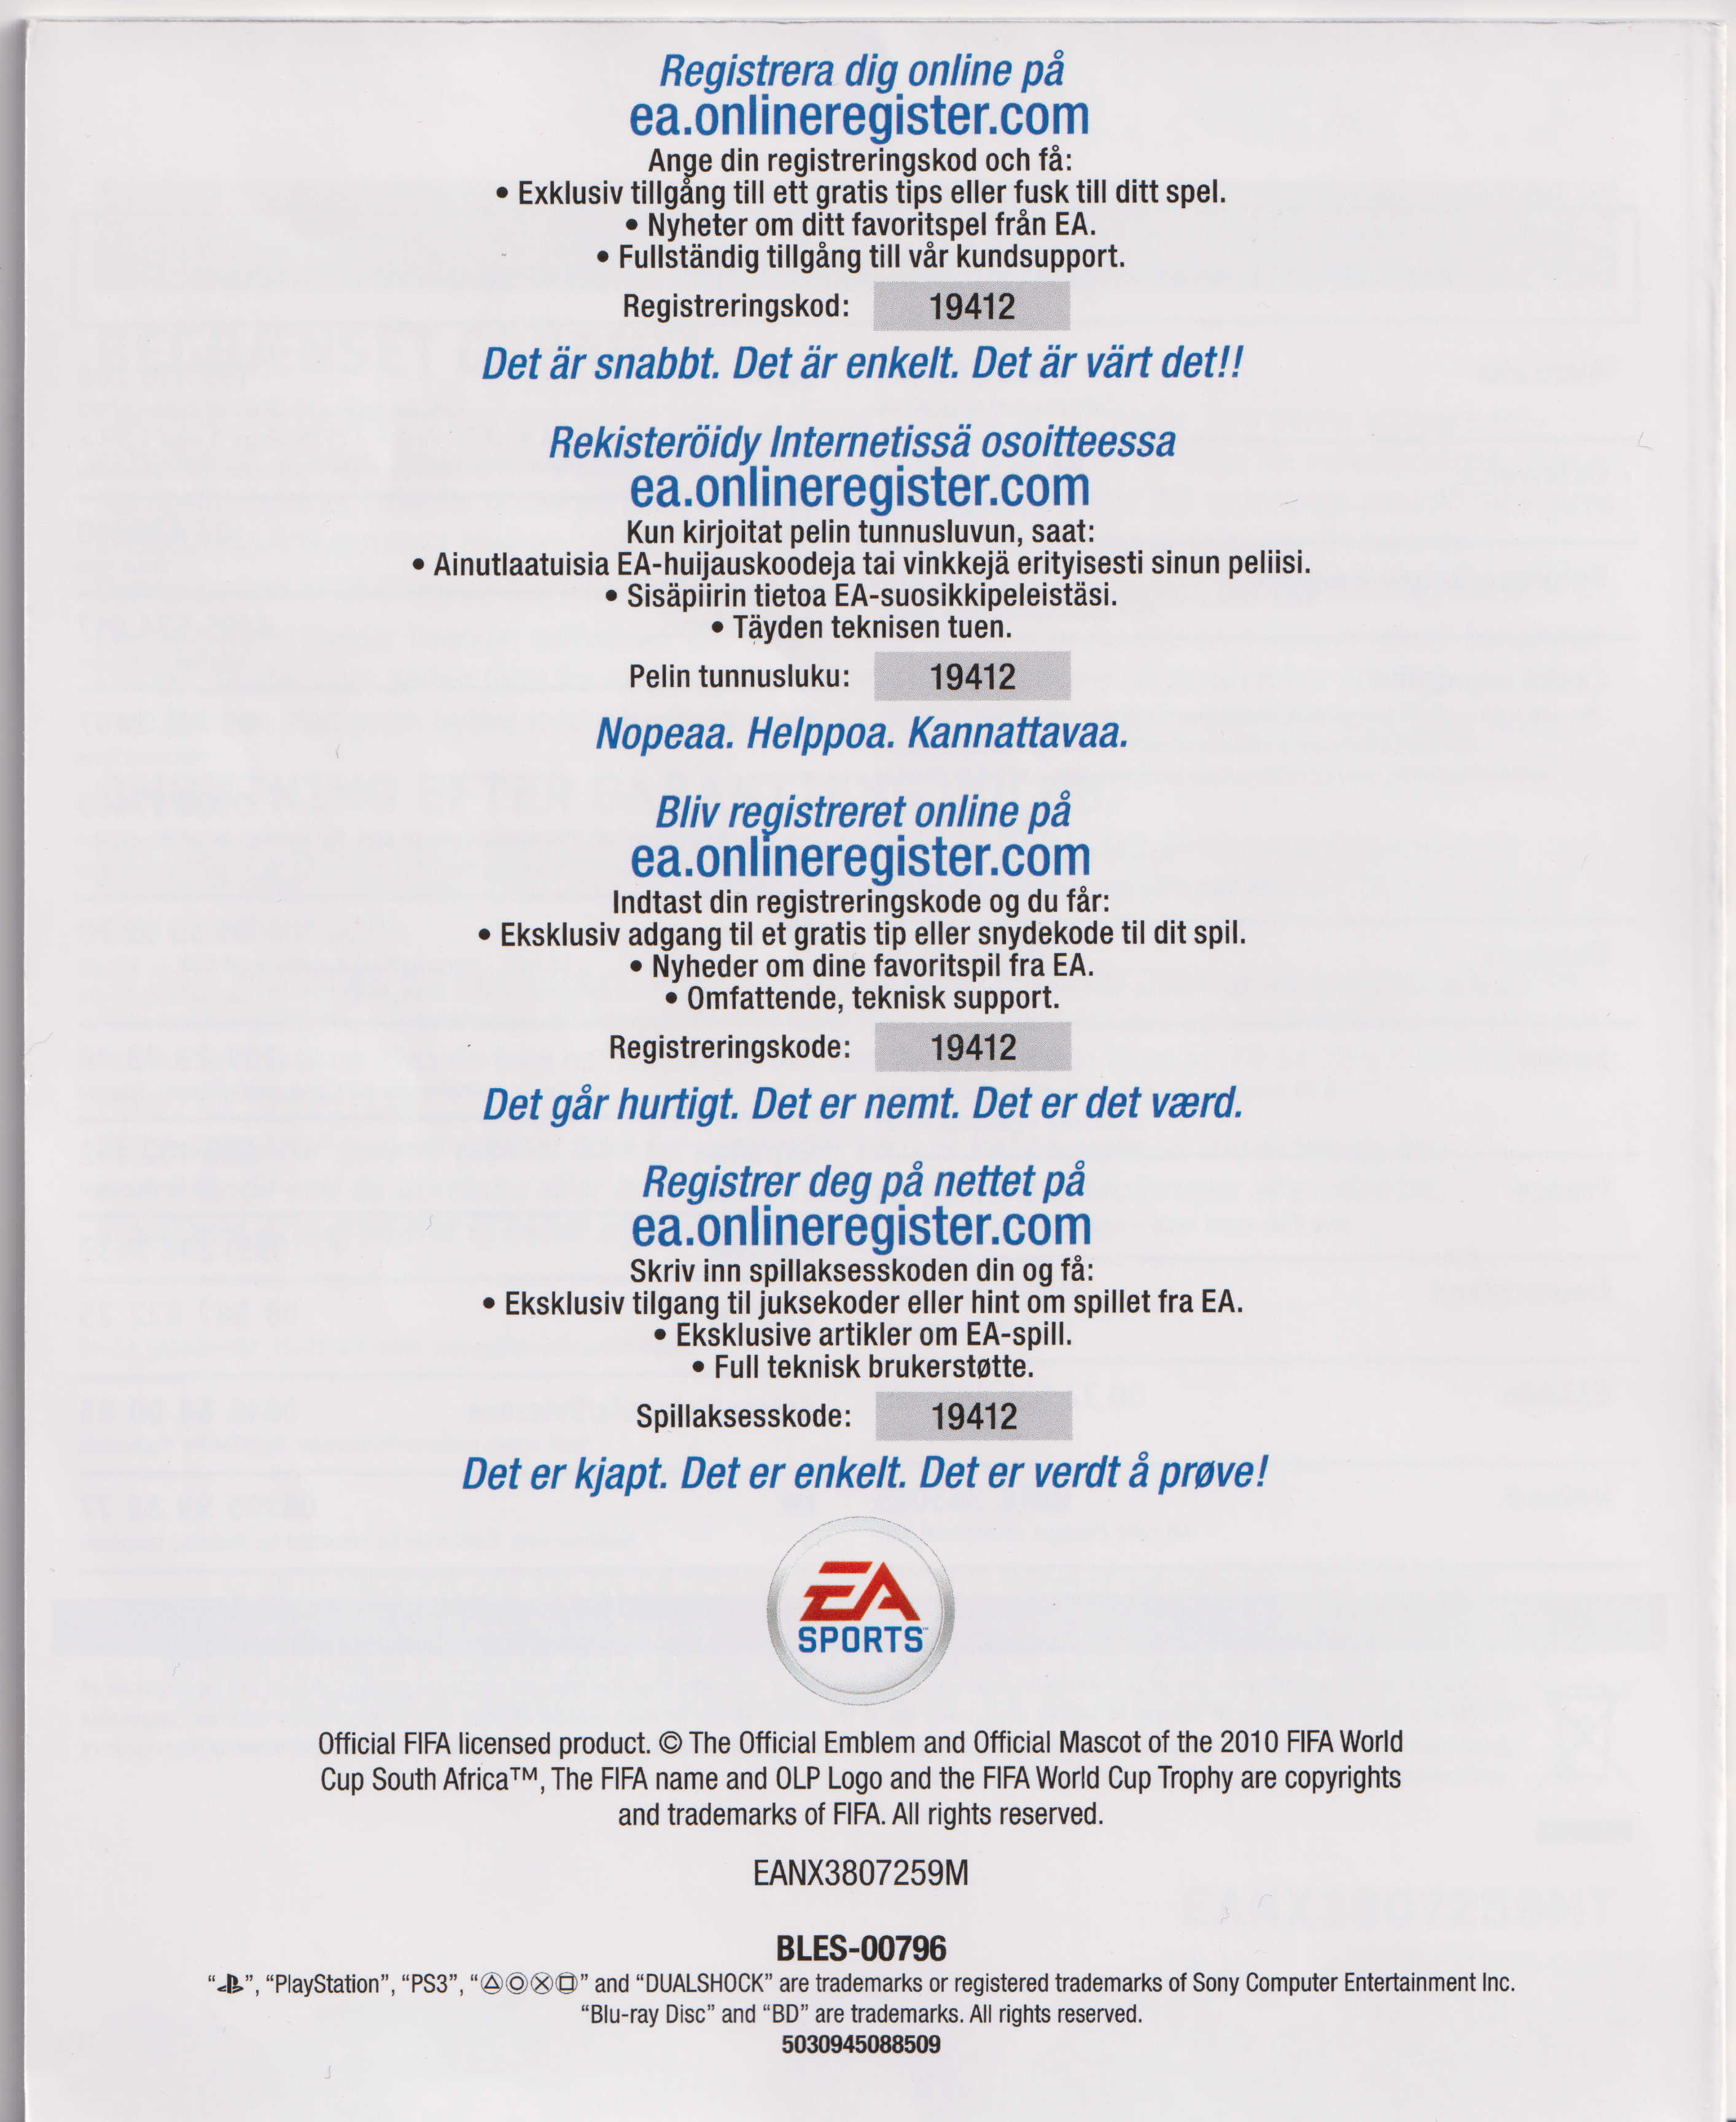 Registrera dig online på
ea.onlineregister.com
Ange din registreringskod och få:
• Exklusiv tillgång till ett gratis tips eller fusk till ditt spel.
• Nyheter om ditt favoritspel från EA.
• Fullständig tillgång till vår kundsupport.
Registreringskod: 19412
Det är snabbt. Det är enkelt. Det är värt det!!
Rekisteröidy Internetissä osoitteessa
ea.onlineregister.com
Kun kirjoitat pelin tunnusluvun, saat:
• Ainutlaatuisia EA-huijauskoodeja tai vinkkejä erityisesti sinun peliisi.
• Sisäpiirin tietoa EA-suosikkipeleistäsi.
• Täyden teknisen tuen.
Pelin tunnusluku: 19412
Nopeaa. Helppoa. Kannattavaa.
Bliv registreret online på
ea.onlineregister.com
Indtast din registreringskode og du får:
• Eksklusiv adgang til et gratis tip eller snydekode til dit spil.
• Nyheder om dine favoritspil fra EA.
• Omfattende, teknisk support.
Registreringskode: 19412
Det går hurtigt. Det er nemt. Det er det værd.
Registrer deg på nettet på
ea.onlineregister.com
Skriv inn spillaksesskoden din og få:
• Eksklusiv tilgang til juksekoder eller hint om spillet fra EA.
• Eksklusive artikler om EA-spill.
• Full teknisk brukerstøtte.
Spillaksesskode: 19412
Det er kjapt. Det er enkelt. Det er verdt å prøve!
EA
SPORTS™
Official FIFA licensed product. © The Official Emblem and Official Mascot of the 2010 FIFA World
Cup South Africa™, The FIFA name and OLP Logo and the FIFA World Cup Trophy are copyrights
and trademarks of FIFA. All rights reserved.
EANX3807259M
BLES-00796
“ ”, “PlayStation”, “PS3”, “ ” and “DUALSHOCK” are trademarks or registered trademarks of Sony Computer Entertainment Inc.
“Blu-ray Disc” and “BD” are trademarks. All rights reserved.
5030945088509